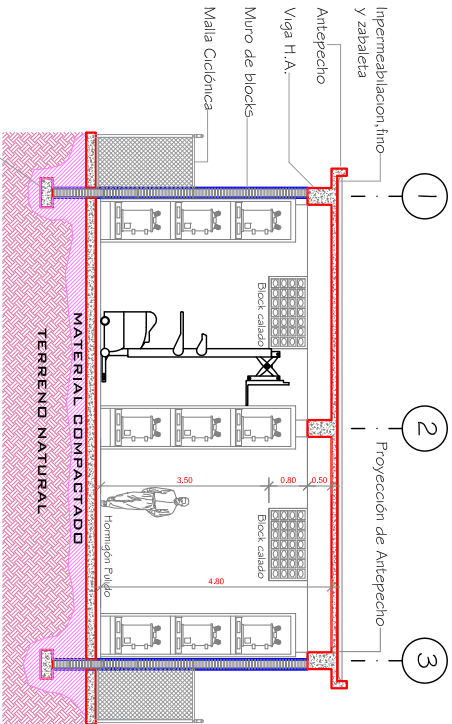 1
2
3
Inpermeabilacion,fino
y zabaleta
Antepecho
Viga H.A.
Muro de blocks
Malla Ciclónica
Proyección de Antepecho
Block calado
Block calado
0.50
0.80
3.50
4.80
Hormigón Pulido
MATERIAL COMPACTADO
TERRENO NATURAL